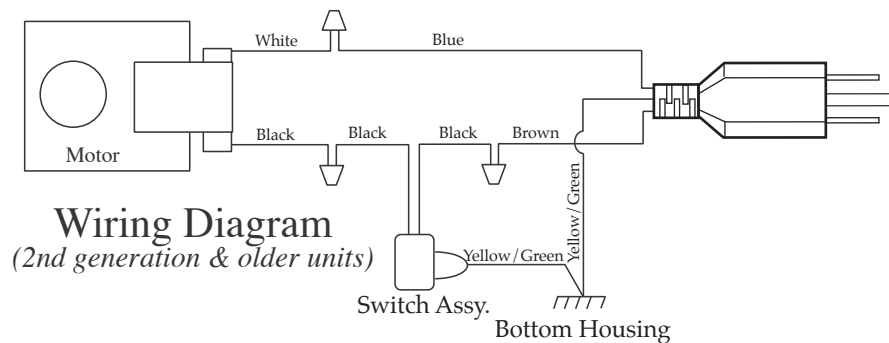 White
Blue
Motor
Black
Black
Black
Brown
Yellow/Green
Wiring Diagram
(2nd generation & older units)
Yellow/Green
Switch Assy.
Bottom Housing